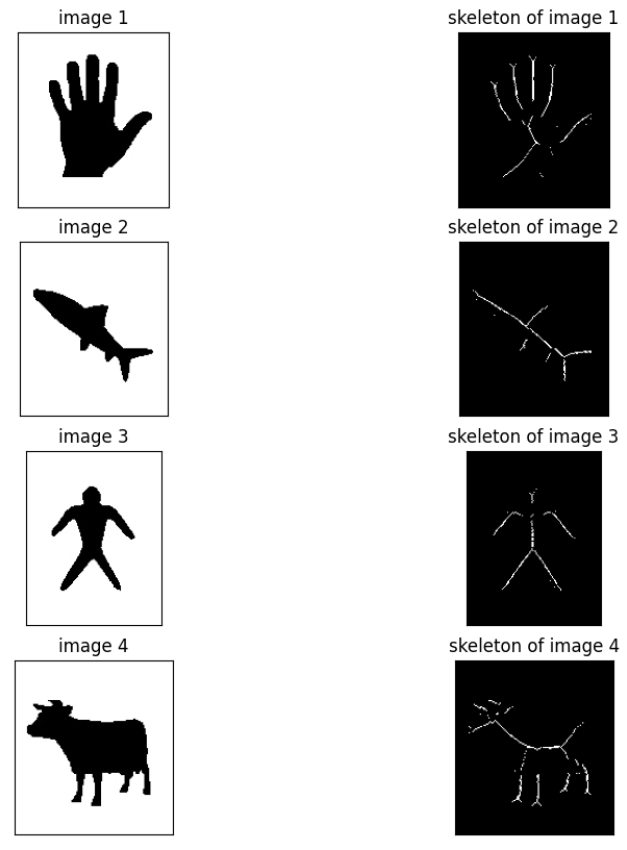 image 1
skeleton of image 1
image 2
skeleton of image 2
image 3
skeleton of image 3
image 4
skeleton of image 4